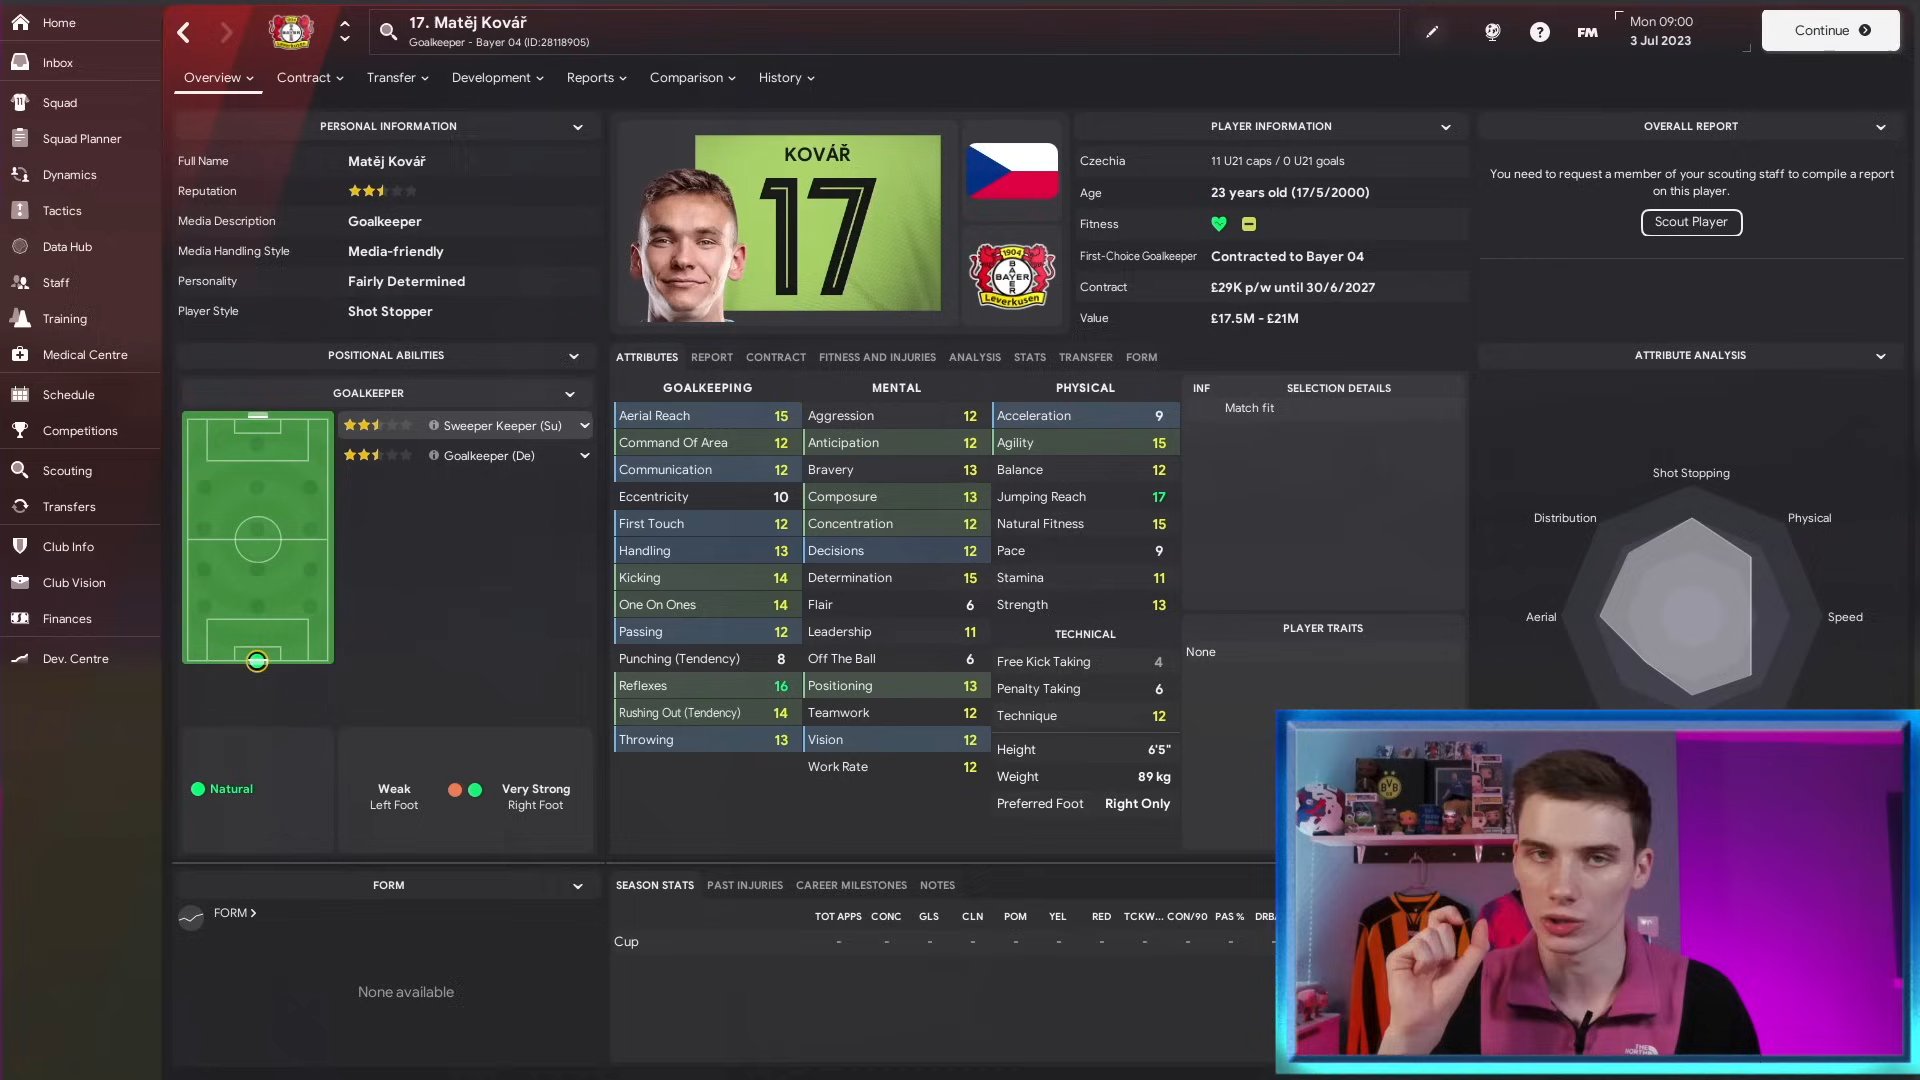 Home
Inbox
Squad
Squad Planner
Dynamics
Tactics
Data Hub
Staff
Training
Medical Centre
Schedule
Competitions
Scouting
Transfers
Club Info
Club Vision
Finances
Dev. Centre
17. Matěj Kovář
Goalkeeper - Bayer 04 (ID:28118905)
FM
Mon 09:00
3 Jul 2023
Continue
Overview Contract Transfer Development Reports Comparison History
PERSONAL INFORMATION
Full Name Matěj Kovář
Reputation
Media Description Goalkeeper
Media Handling Style Media-friendly
Personality Fairly Determined
Player Style Shot Stopper
KOVÁŘ
17
1904
BAYER
BAYER
Leverkusen
PLAYER INFORMATION
Czechia 11 U21 caps / 0 U21 goals
Age 23 years old (17/5/2000)
Fitness
First-Choice Goalkeeper Contracted to Bayer 04
Contract £29K p/w until 30/6/2027
Value £17.5M - £21M
OVERALL REPORT
You need to request a member of your scouting staff to compile a report
on this player.
Scout Player
POSITIONAL ABILITIES
GOALKEEPER
Sweeper Keeper (Su)
Goalkeeper (De)
Natural
Weak
Left Foot
Very Strong
Right Foot
ATTRIBUTES REPORT CONTRACT FITNESS AND INJURIES ANALYSIS STATS TRANSFER FORM
GOALKEEPING
Aerial Reach 15
Command Of Area 12
Communication 12
Eccentricity 10
First Touch 12
Handling 13
Kicking 14
One On Ones 14
Passing 12
Punching (Tendency) 8
Reflexes 16
Rushing Out (Tendency) 14
Throwing 13
MENTAL
Aggression 12
Anticipation 12
Bravery 13
Composure 13
Concentration 12
Decisions 12
Determination 15
Flair 6
Leadership 11
Off The Ball 6
Positioning 13
Teamwork 12
Vision 12
Work Rate 12
PHYSICAL
Acceleration 9
Agility 15
Balance 12
Jumping Reach 17
Natural Fitness 15
Pace 9
Stamina 11
Strength 13
TECHNICAL
Free Kick Taking 4
Penalty Taking 6
Technique 12
Height 6'5"
Weight 89 kg
Preferred Foot Right Only
INF SELECTION DETAILS
Match fit
PLAYER TRAITS
None
ATTRIBUTE ANALYSIS
Shot Stopping
Distribution
Physical
Aerial
Speed
FORM
FORM
None available
SEASON STATS PAST INJURIES CAREER MILESTONES NOTES
TOT APPS CONC GLS CLN POM YEL RED TCKW... CON/90 PAS %
Cup - - - - - - - - - - -
BVB
09
THE
NORTH